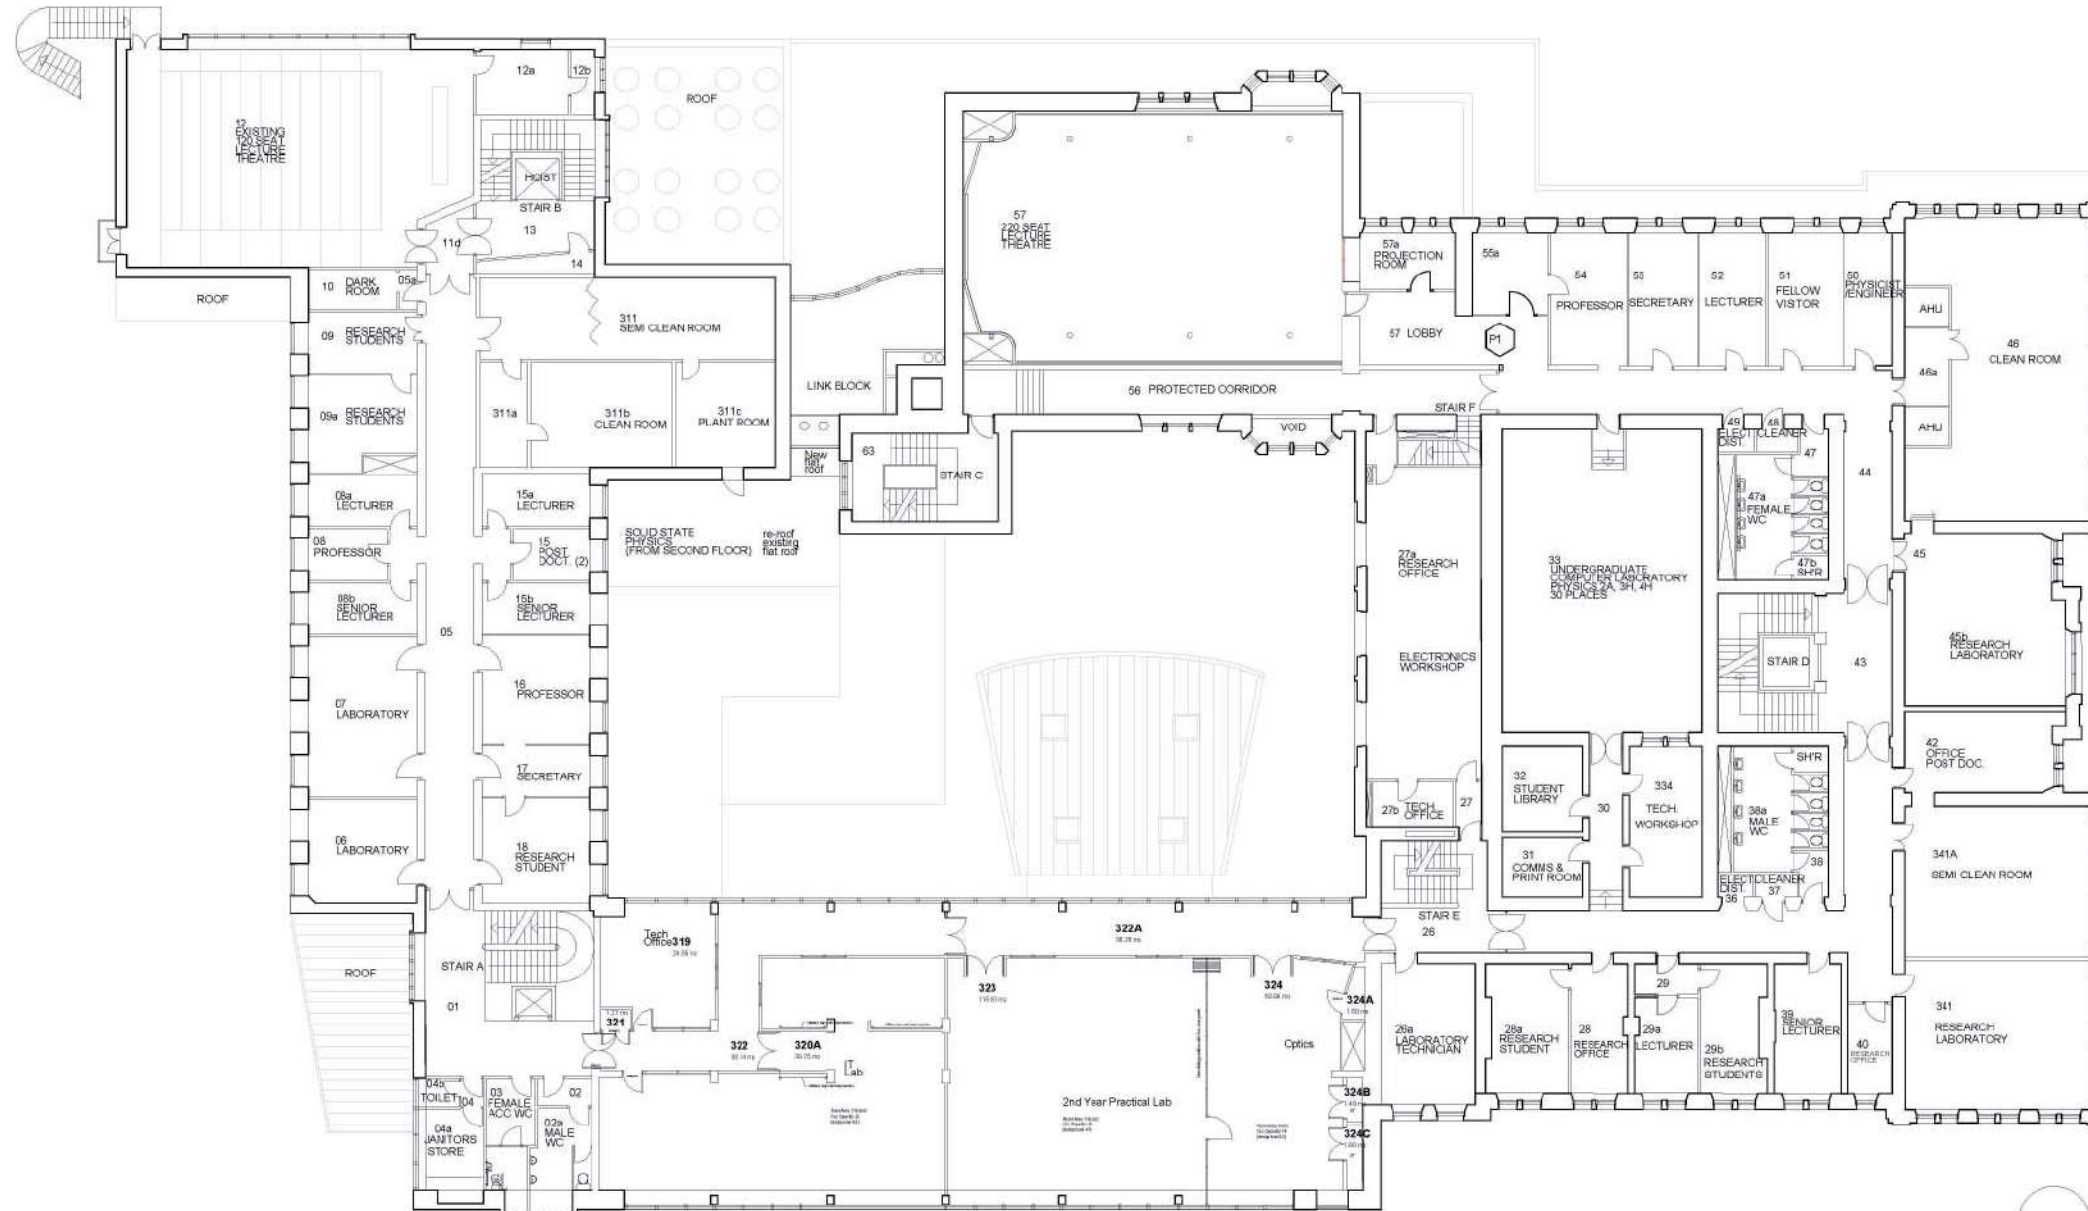 12
EXISTING
120 SEAT
LECTURE
THEATRE
12a
12b
ROOF
HOIST
STAIR B
13
11d
14
ROOF
10
DARK
ROOM
05a
09
RESEARCH
STUDENTS
09a
RESEARCH
STUDENTS
311
SEMI CLEAN ROOM
311a
311b
CLEAN ROOM
311c
PLANT ROOM
LINK BLOCK
New
flat
roof
08a
LECTURER
08
PROFESSOR
08b
SENIOR
LECTURER
05
07
LABORATORY
06
LABORATORY
15a
LECTURER
15
POST
DOCT. (2)
15b
SENIOR
LECTURER
16
PROFESSOR
17
SECRETARY
18
RESEARCH
STUDENT
SOLID STATE
PHYSICS
(FROM SECOND FLOOR)
re-roof
existing
flat roof
63
STAIR C
57
220 SEAT
LECTURE
THEATRE
57a
PROJECTION
ROOM
57 LOBBY
55a
P1
56 PROTECTED CORRIDOR
STAIR F
VOID
54
PROFESSOR
53
SECRETARY
52
LECTURER
51
FELLOW
VISTOR
50
PHYSICIST
/ENGINEER
AHU
46a
AHU
46
CLEAN ROOM
27a
RESEARCH
OFFICE
ELECTRONICS
WORKSHOP
27b
TECH.
OFFICE
27
33
UNDERGRADUATE
COMPUTER LABORATORY
PHYSICS 2A, 3H, 4H
30 PLACES
49
ELECT
DIST.
48
CLEANER
47
47a
FEMALE
WC
47b
SH'R
44
45
STAIR D
43
45b
RESEARCH
LABORATORY
42
OFFICE
POST DOC.
32
STUDENT
LIBRARY
31
COMMS &
PRINT ROOM
30
334
TECH.
WORKSHOP
SH'R
38a
MALE
WC
38
ELECT
DIST.
36
CLEANER
37
341A
SEMI CLEAN ROOM
341
RESEARCH
LABORATORY
STAIR E
26
26a
LABORATORY
TECHNICIAN
28a
RESEARCH
STUDENT
28
RESEARCH
OFFICE
29
29a
LECTURER
29b
RESEARCH
STUDENTS
39
SENIOR
LECTURER
40
RESEARCH
OFFICE
ROOF
STAIR A
01
04b
TOILET
04
04a
JANITORS
STORE
03
FEMALE
ACC WC
02
02a
MALE
WC
Tech
Office 319
321
322
320A
IT
Lab
322A
323
2nd Year Practical Lab
324
Optics
324A
324B
324C